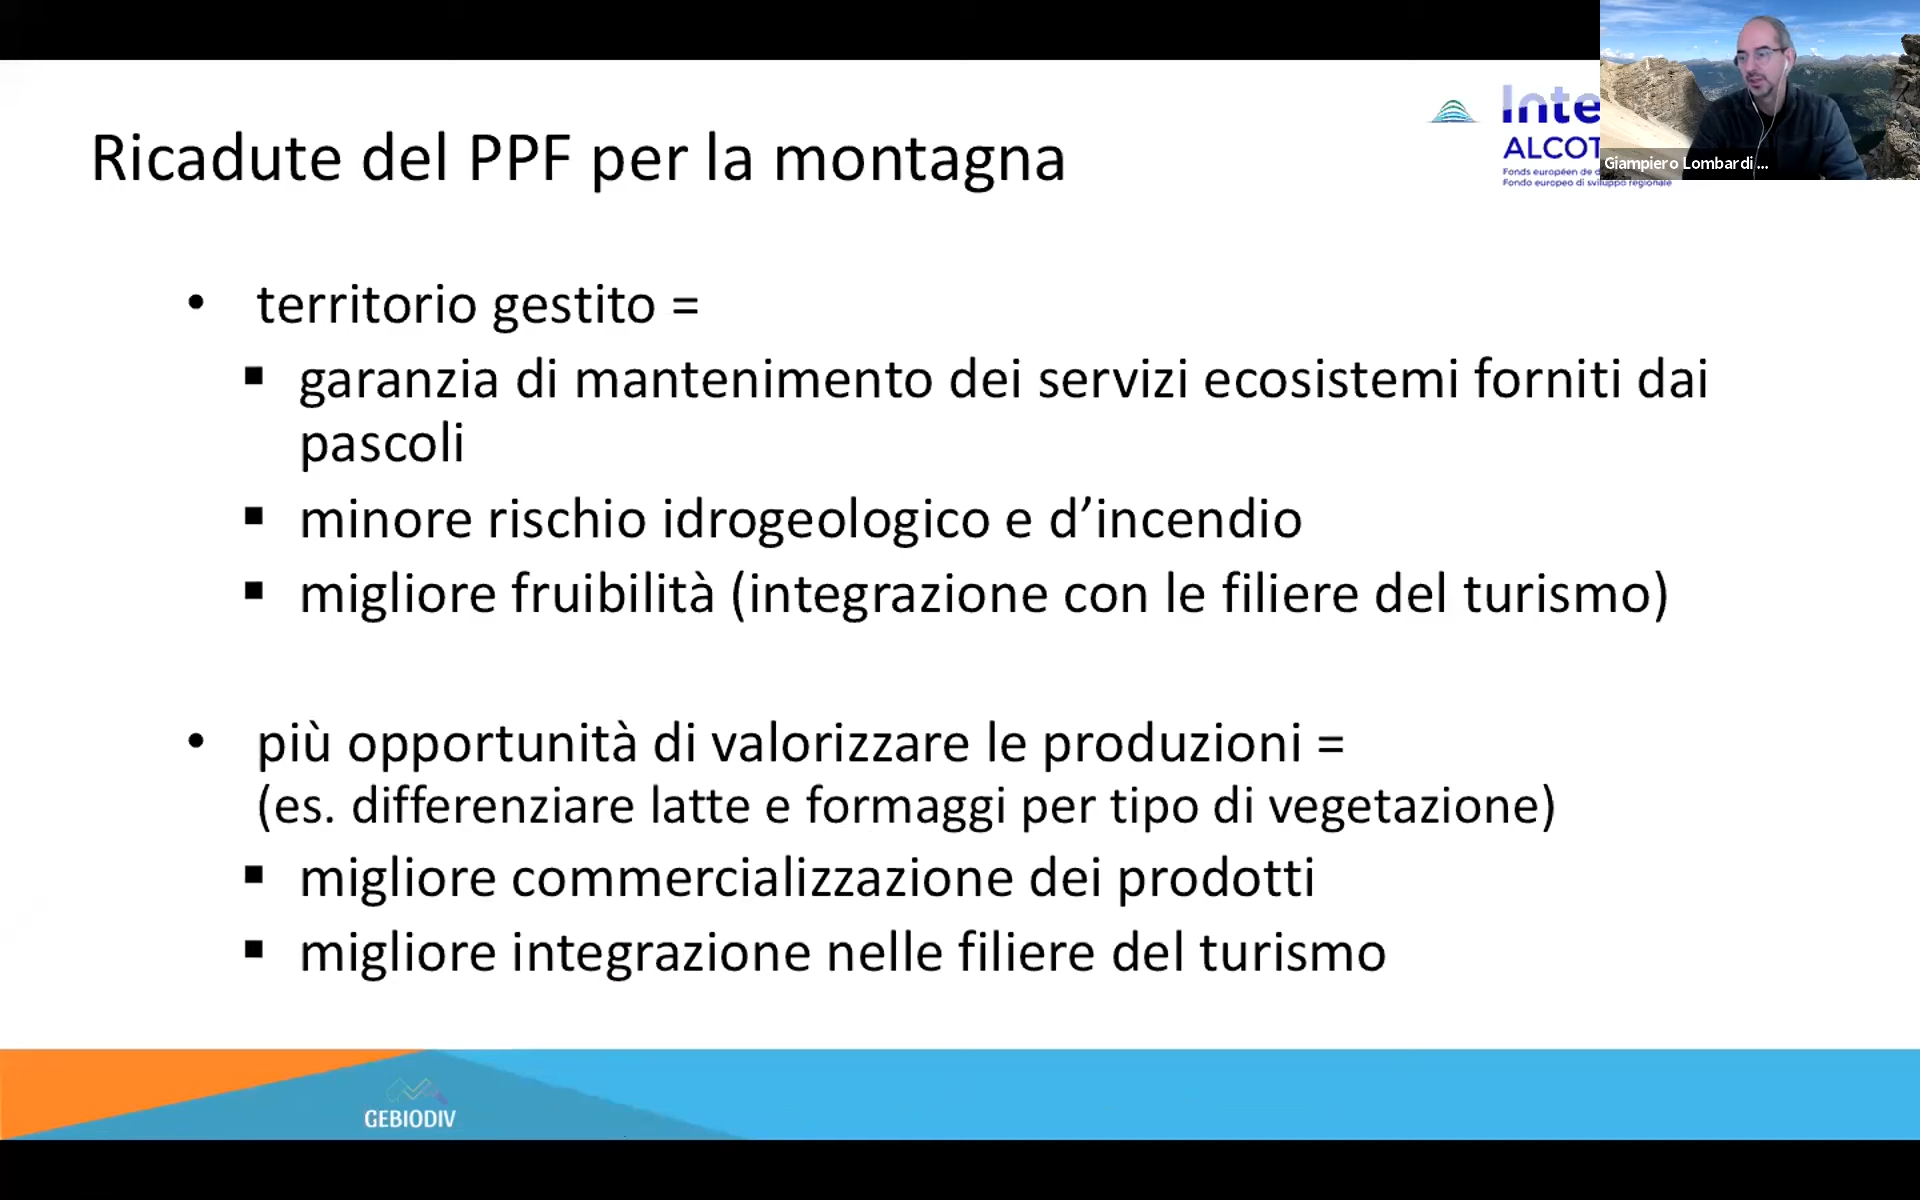 Ricadute del PPF per la montagna
Inte
ALCOT
Fonds européen de d
Fondo europeo di sviluppo regionale
Giampiero Lombardi ...
• territorio gestito =
▪ garanzia di mantenimento dei servizi ecosistemi forniti dai
pascoli
▪ minore rischio idrogeologico e d’incendio
▪ migliore fruibilità (integrazione con le filiere del turismo)
• più opportunità di valorizzare le produzioni =
(es. differenziare latte e formaggi per tipo di vegetazione)
▪ migliore commercializzazione dei prodotti
▪ migliore integrazione nelle filiere del turismo
GEBIODIV